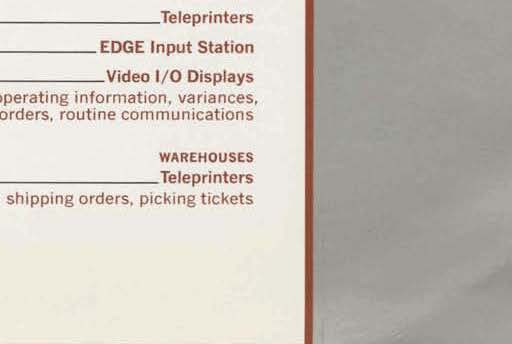 Teleprinters
EDGE Input Station
Video I/O Displays
operating information, variances,
orders, routine communications
WAREHOUSES
Teleprinters
shipping orders, picking tickets